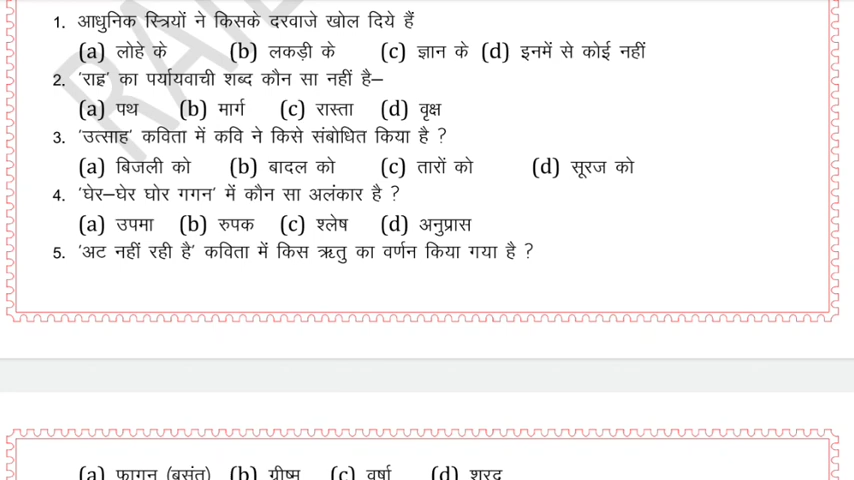 1. आधुनिक स्त्रियों ने किसके दरवाजे खोल दिये हैं
(a) लोहे के (b) लकड़ी के (c) ज्ञान के (d) इनमें से कोई नहीं
2. 'राह' का पर्यायवाची शब्द कौन सा नहीं है–
(a) पथ (b) मार्ग (c) रास्ता (d) वृक्ष
3. 'उत्साह' कविता में कवि ने किसे संबोधित किया है ?
(a) बिजली को (b) बादल को (c) तारों को (d) सूरज को
4. 'घेर–घेर घोर गगन' में कौन सा अलंकार है ?
(a) उपमा (b) रुपक (c) श्लेष (d) अनुप्रास
5. 'अट नहीं रही है' कविता में किस ऋतु का वर्णन किया गया है ?
(a) फागुन (बसंत) (b) ग्रीष्म (c) वर्षा (d) शरद